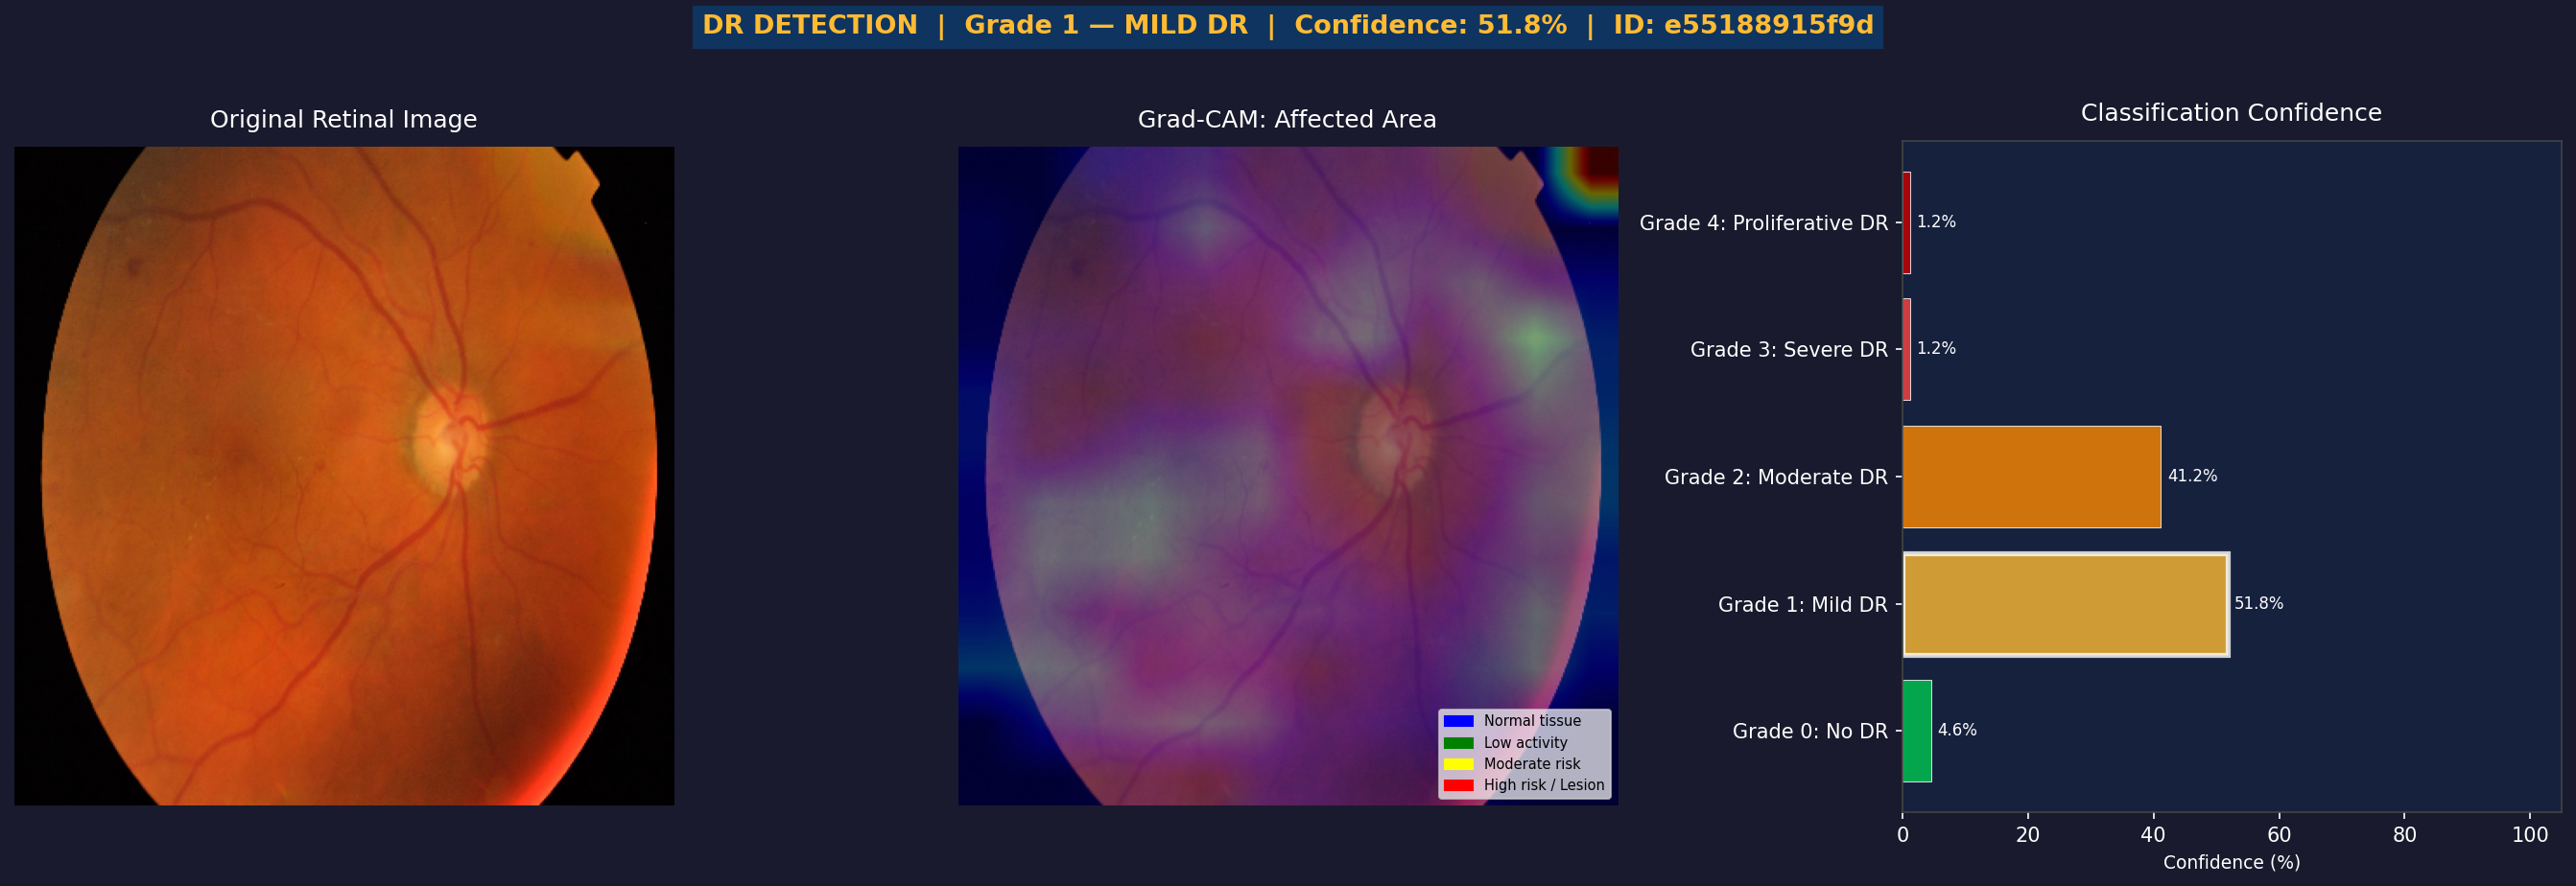 DR DETECTION | Grade 1 — MILD DR | Confidence: 51.8% | ID: e55188915f9d
Original Retinal Image
Grad-CAM: Affected Area
Normal tissue
Low activity
Moderate risk
High risk / Lesion
Classification Confidence
Grade 4: Proliferative DR
1.2%
Grade 3: Severe DR
1.2%
Grade 2: Moderate DR
41.2%
Grade 1: Mild DR
51.8%
Grade 0: No DR
4.6%
0 20 40 60 80 100
Confidence (%)